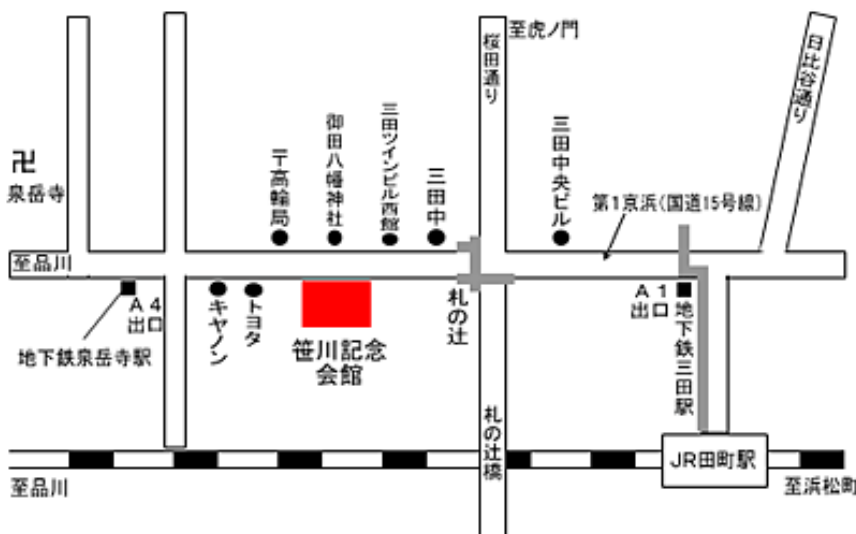 至虎ノ門
桜田通り
日比谷通り
卍
泉岳寺
〒高輪局
御田八幡神社
三田ツインビル西館
三田中
三田中央ビル
第1京浜(国道15号線)
至品川
A4
出口
地下鉄泉岳寺駅
キヤノン
トヨタ
笹川記念
会館
札の辻
A1
出口
地下鉄三田駅
札の辻橋
JR田町駅
至品川
至浜松町